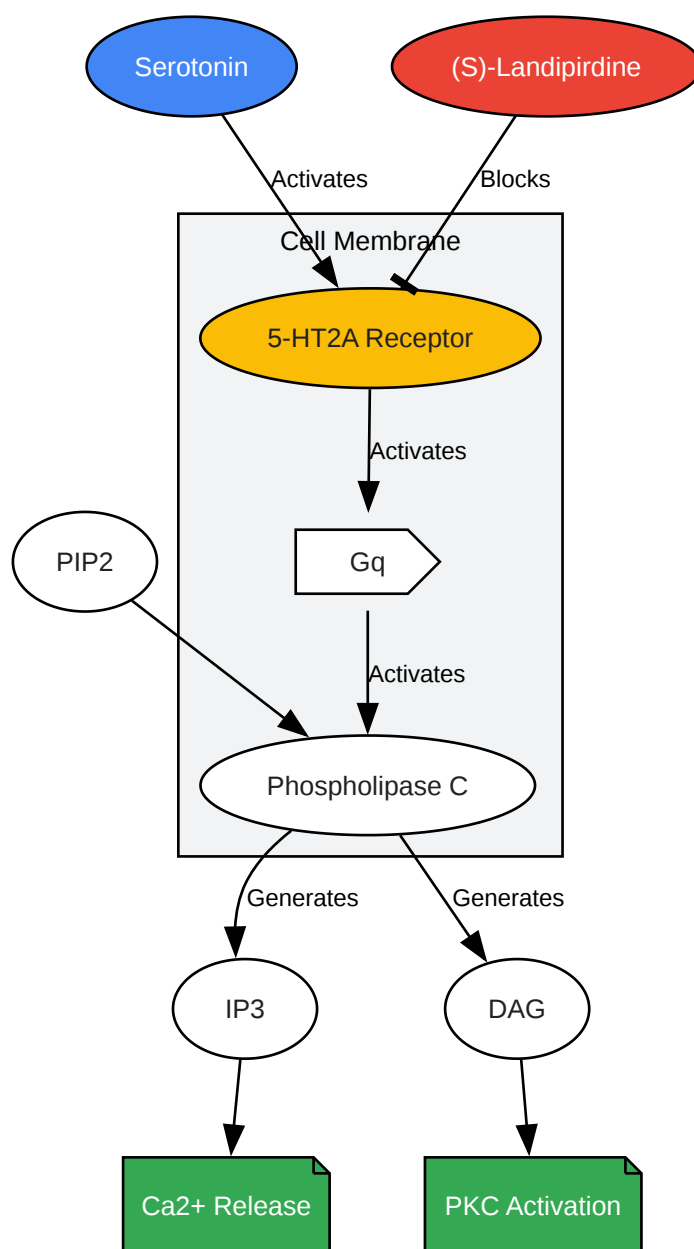 Serotonin
(S)-Landipirdine
Activates
Blocks
Cell Membrane
5-HT2A Receptor
Activates
PIP2
Gq
Activates
Phospholipase C
Generates
Generates
IP3
DAG
Ca2+ Release
PKC Activation